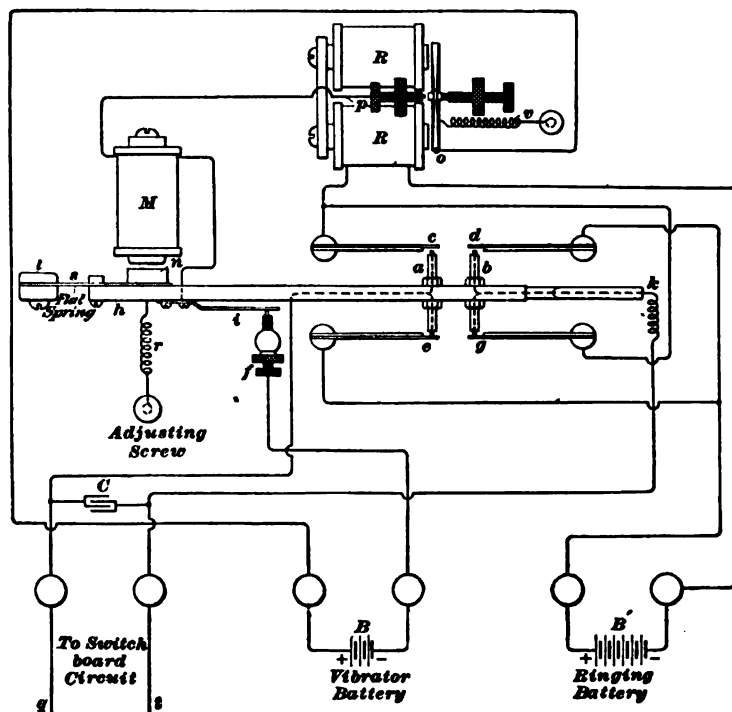 R
p
R
v
o
M
n
l
s
Flat
Spring
h
i
r
f
Adjusting
Screw
c
d
a
b
k
e
g
C
To Switch
board
Circuit
q
t
B
+
-
Vibrator
Battery
B'
+
-
Ringing
Battery